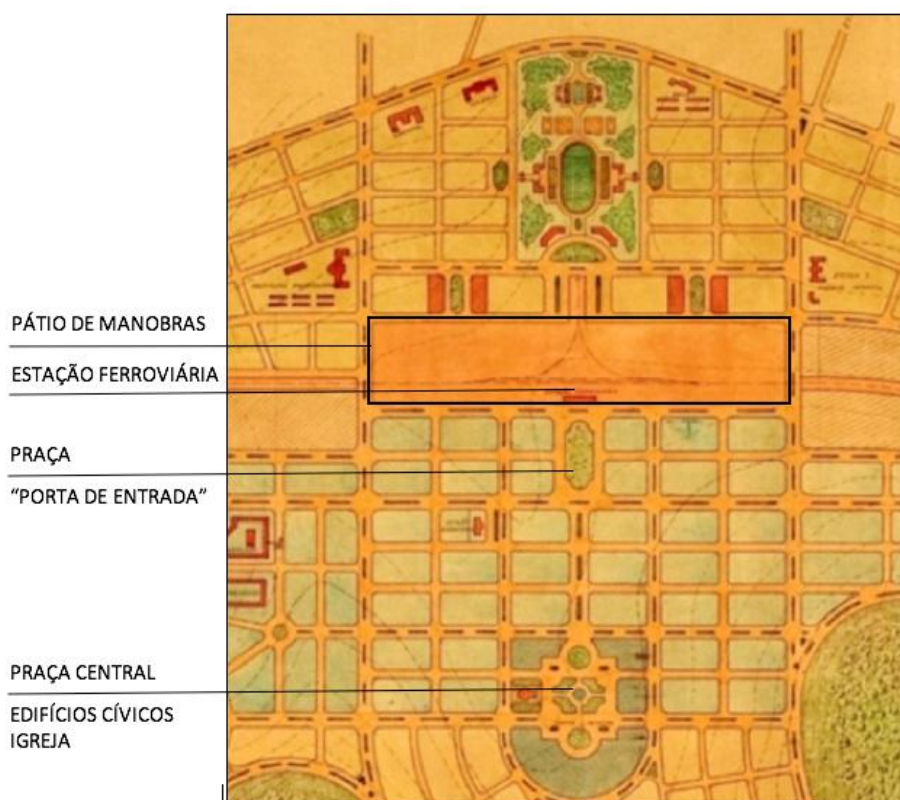 PÁTIO DE MANOBRAS
ESTAÇÃO FERROVIÁRIA
PRAÇA
“PORTA DE ENTRADA”
PRAÇA CENTRAL
EDIFÍCIOS CÍVICOS
IGREJA